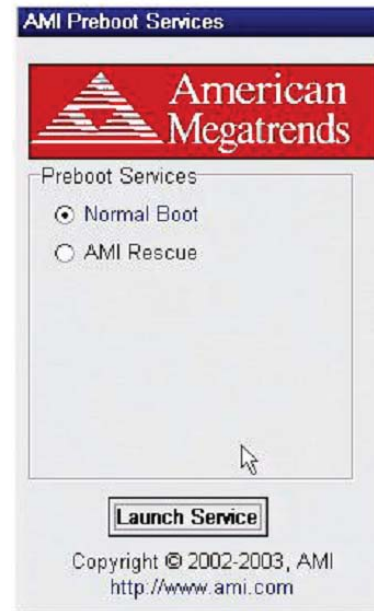 AMI Preboot Services
American
Megatrends
Preboot Services
Normal Boot
AMI Rescue
Launch Service
Copyright © 2002-2003, AMI
http://www.ami.com